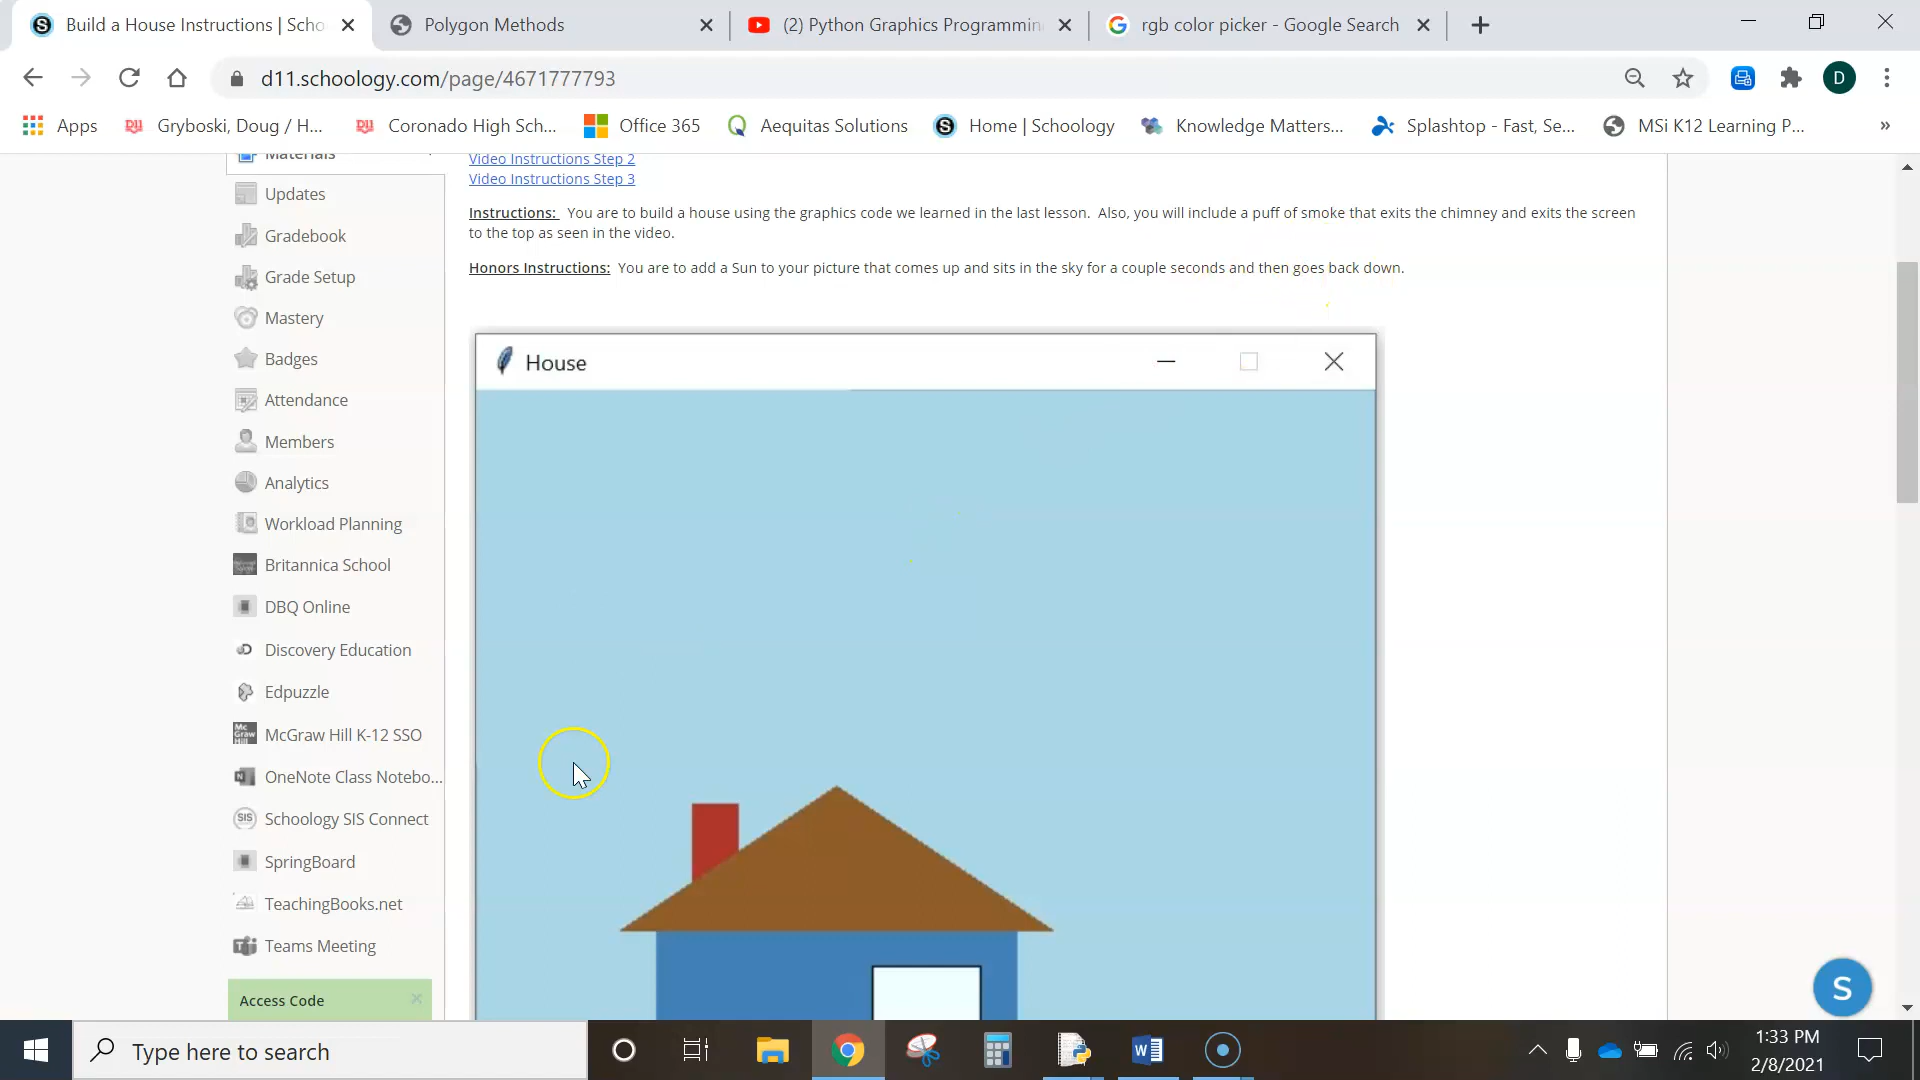 Build a House Instructions | Scho
Polygon Methods
(2) Python Graphics Programmin
rgb color picker - Google Search
d11.schoology.com/page/4671777793
D
Apps
D11
Gryboski, Doug / H...
D11
Coronado High Sch...
Office 365
Aequitas Solutions
Home | Schoology
Knowledge Matters...
Splashtop - Fast, Se...
MSi K12 Learning P...
»
Materials
Updates
Gradebook
Grade Setup
Mastery
Badges
Attendance
Members
Analytics
Workload Planning
Britannica School
DBQ Online
Discovery Education
Edpuzzle
McGraw Hill K-12 SSO
OneNote Class Notebo...
Schoology SIS Connect
SpringBoard
TeachingBooks.net
Teams Meeting
Access Code
Video Instructions Step 2
Video Instructions Step 3
Instructions: You are to build a house using the graphics code we learned in the last lesson. Also, you will include a puff of smoke that exits the chimney and exits the screen
to the top as seen in the video.
Honors Instructions: You are to add a Sun to your picture that comes up and sits in the sky for a couple seconds and then goes back down.
House
S
Type here to search
1:33 PM
2/8/2021